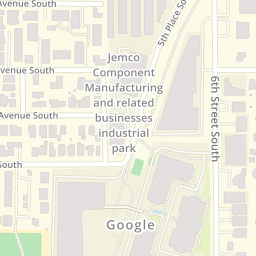 Avenue South
Jemco
Component
Manufacturing
and related
businesses
industrial
park
5th Place So
venue South
6th Street South
Avenue South
South
Google